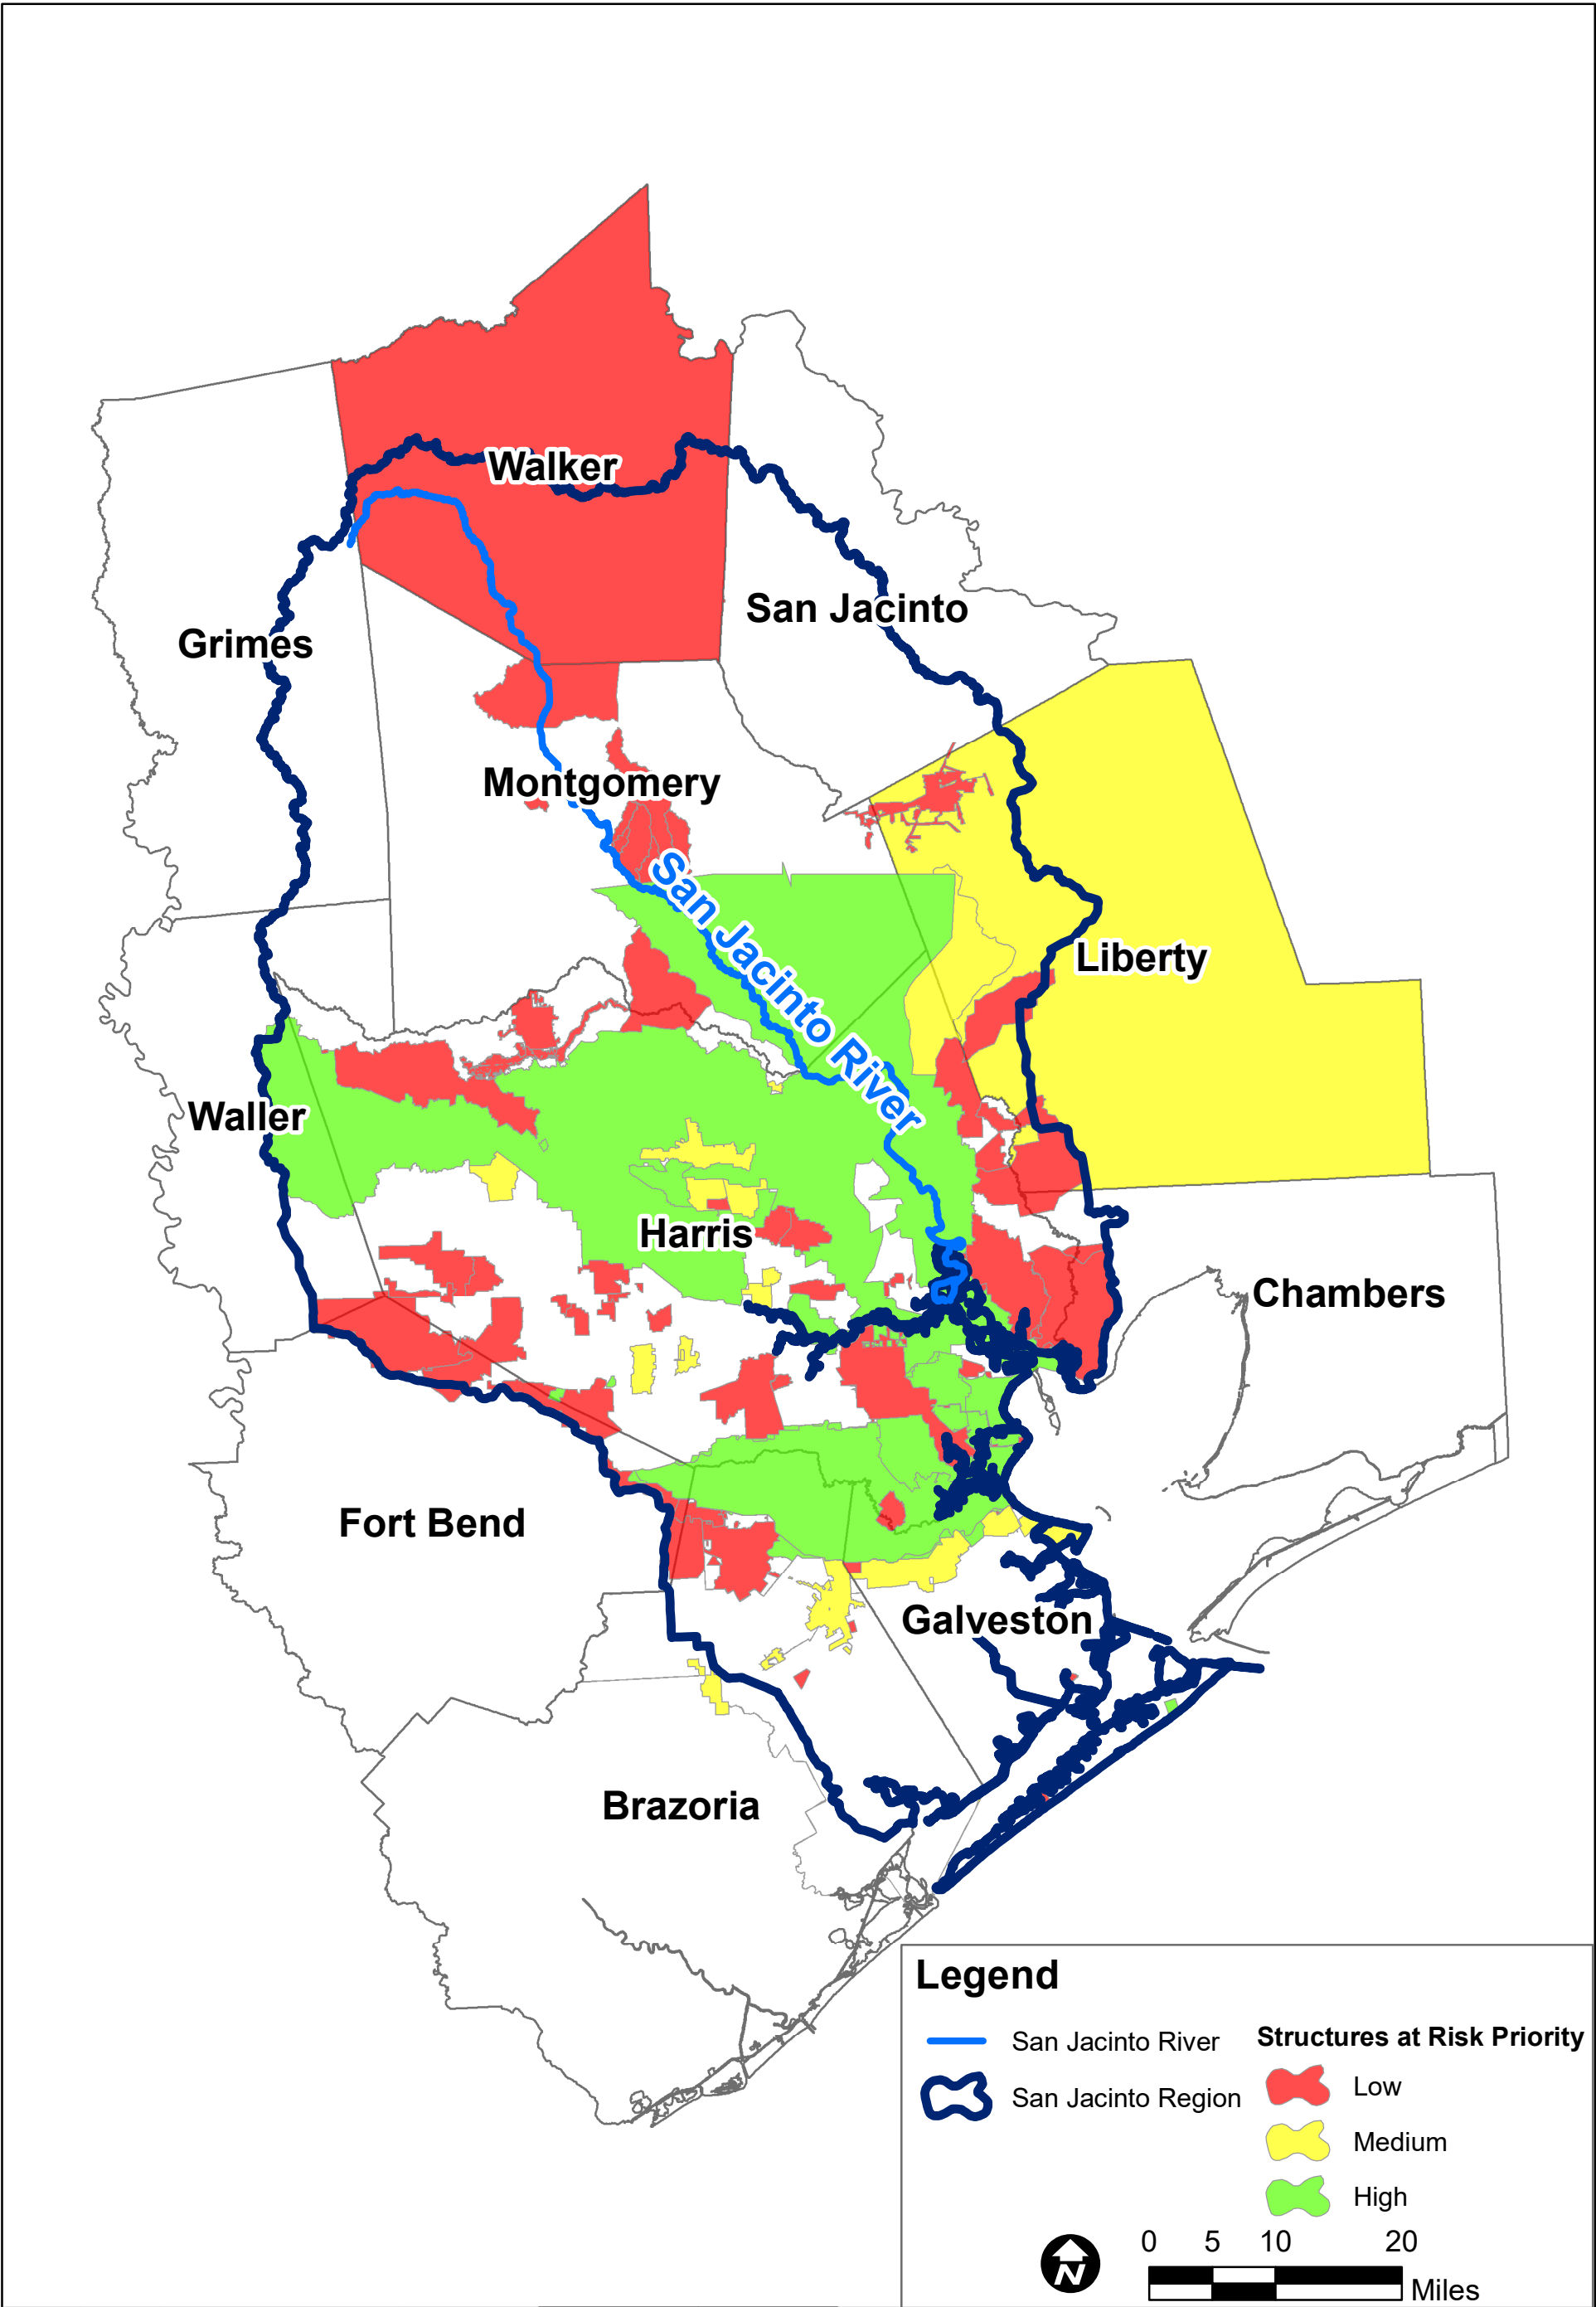 Walker
San Jacinto
Grimes
Montgomery
San Jacinto River
Liberty
Waller
Harris
Chambers
Fort Bend
Galveston
Brazoria
Legend
San Jacinto River
San Jacinto Region
Structures at Risk Priority
Low
Medium
High
N
0 5 10 20
Miles